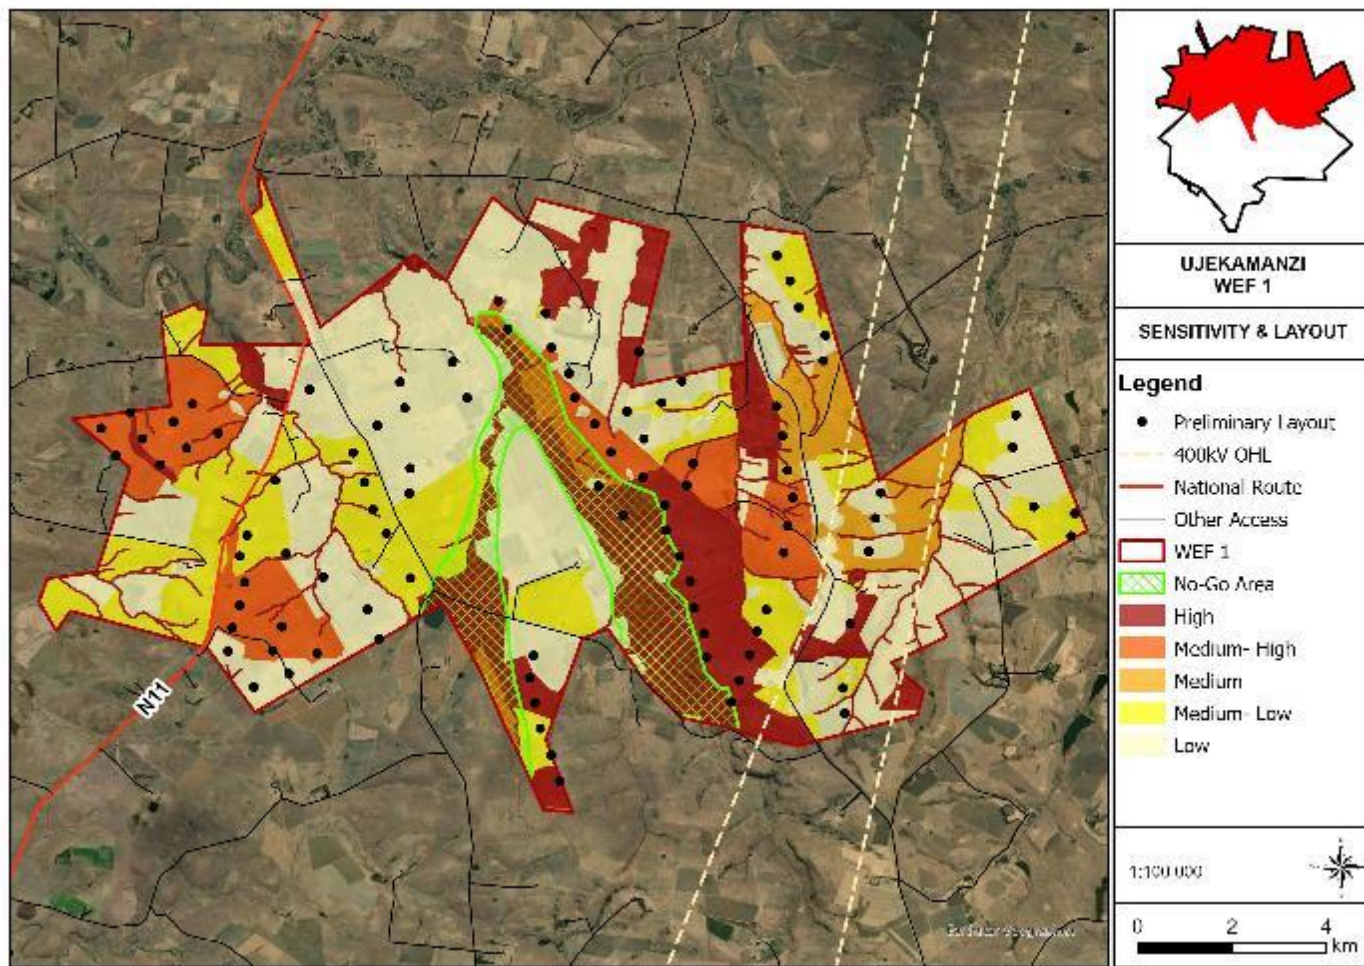 UJEKAMANZI
WEF 1
SENSITIVITY & LAYOUT
Legend
Preliminary Layout
400kV OHL
National Route
Other Access
WEF 1
No-Go Area
High
Medium- High
Medium
Medium- Low
Low
1:100 000
0 2 4
km
N11